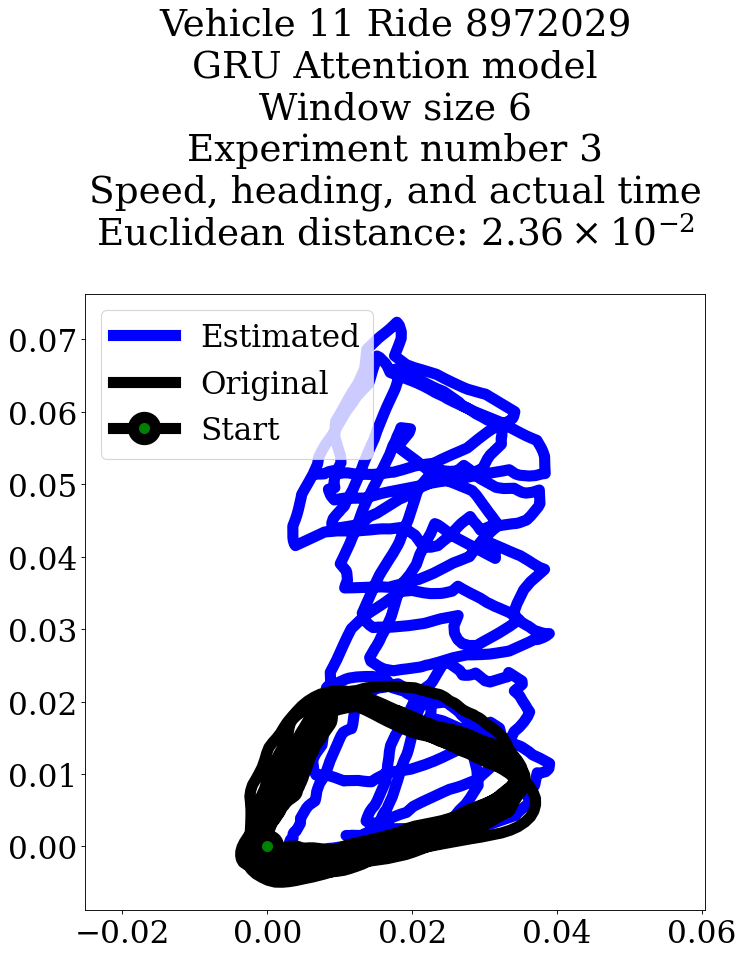 Vehicle 11 Ride 8972029
GRU Attention model
Window size 6
Experiment number 3
Speed, heading, and actual time
Euclidean distance: 2.36 × 10⁻²
Estimated
Original
Start
0.07
0.06
0.05
0.04
0.03
0.02
0.01
0.00
−0.02 0.00 0.02 0.04 0.06